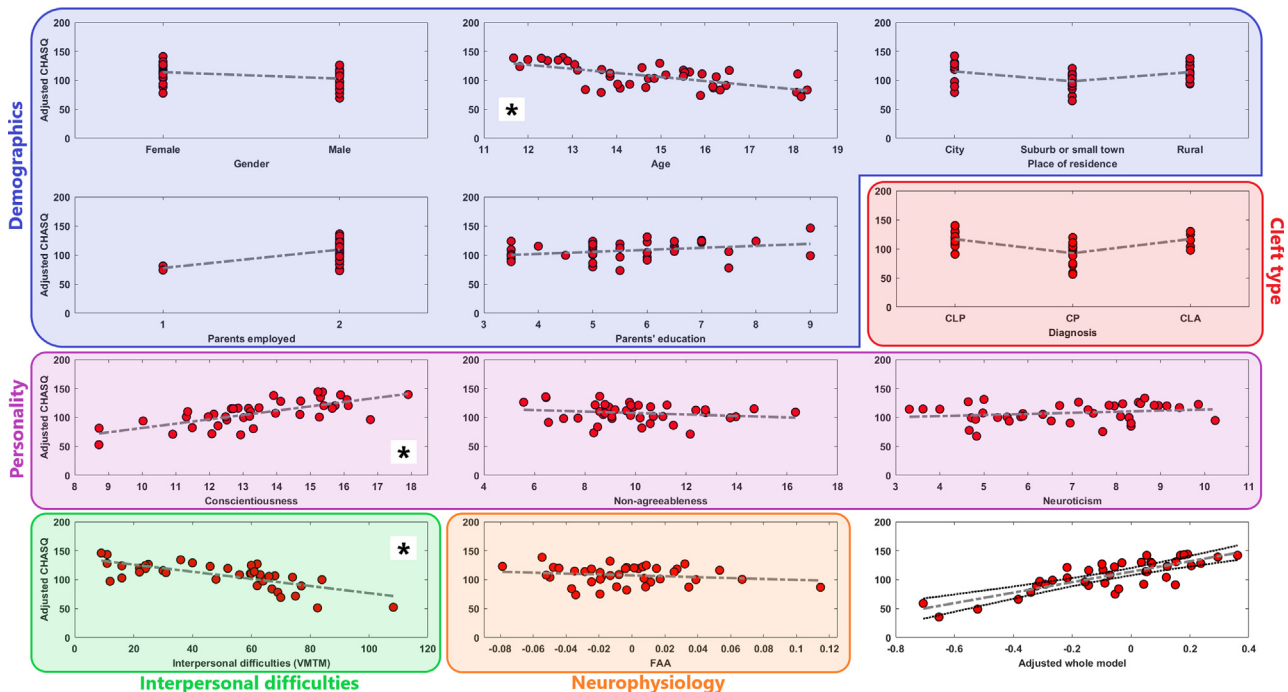 Demographics
Adjusted CHASQ
200
150
100
50
0
Female Male
Gender
200
150
100
50
0
*
11 12 13 14 15 16 17 18 19
Age
200
150
100
50
0
City Suburb or small town Rural
Place of residence
Adjusted CHASQ
200
150
100
50
0
1 2
Parents employed
200
150
100
50
0
3 4 5 6 7 8 9
Parents' education
200
150
100
50
0
CLP CP CLA
Diagnosis
Cleft type
Personality
Adjusted CHASQ
200
150
100
50
0
*
8 9 10 11 12 13 14 15 16 17 18
Conscientiousness
200
150
100
50
0
4 6 8 10 12 14 16 18
Non-agreeableness
200
150
100
50
0
3 4 5 6 7 8 9 10 11
Neuroticism
Adjusted CHASQ
200
150
100
50
0
*
0 20 40 60 80 100 120
Interpersonal difficulties (VMTM)
Interpersonal difficulties
200
150
100
50
0
-0.08 -0.06 -0.04 -0.02 0 0.02 0.04 0.06 0.08 0.1 0.12
FAA
Neurophysiology
200
150
100
50
0
-0.8 -0.6 -0.4 -0.2 0 0.2 0.4
Adjusted whole model